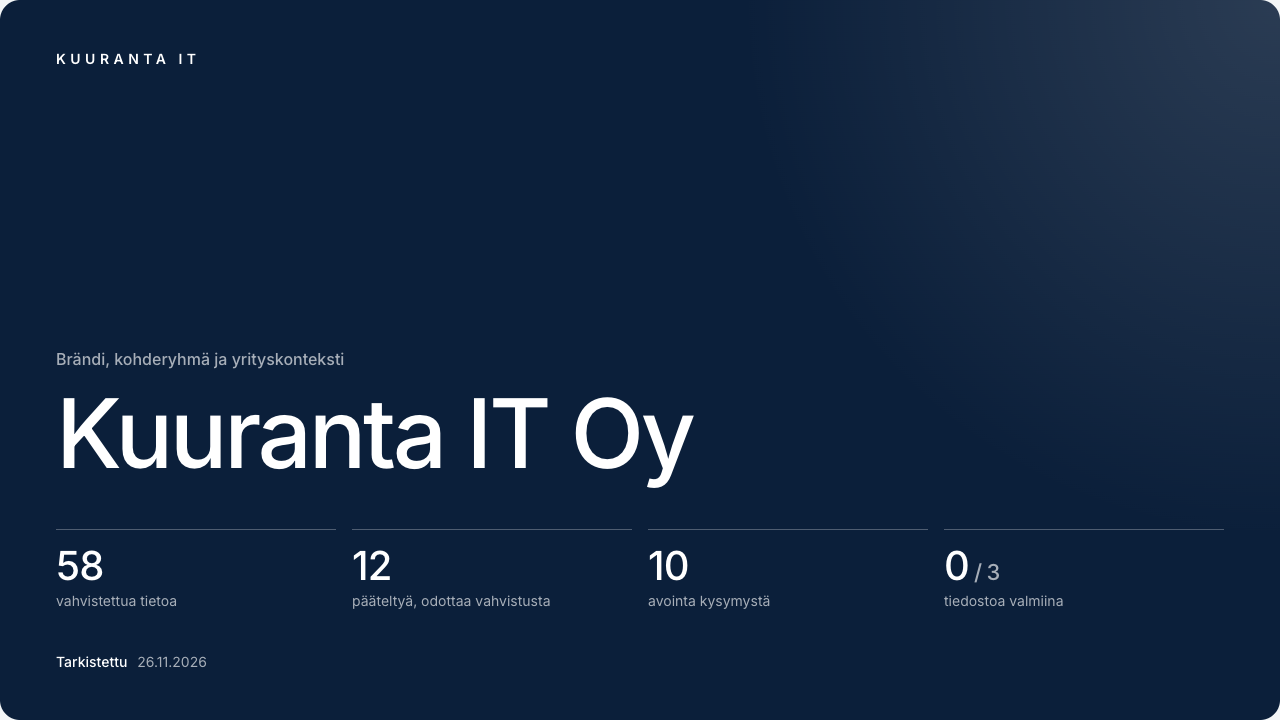 KUURANTA IT
Brändi, kohderyhmä ja yrityskonteksti
Kuuranta IT Oy
58
vahvistettua tietoa
12
pääteltyä, odottaa vahvistusta
10
avointa kysymystä
0 / 3
tiedostoa valmiina
Tarkistettu 26.11.2026